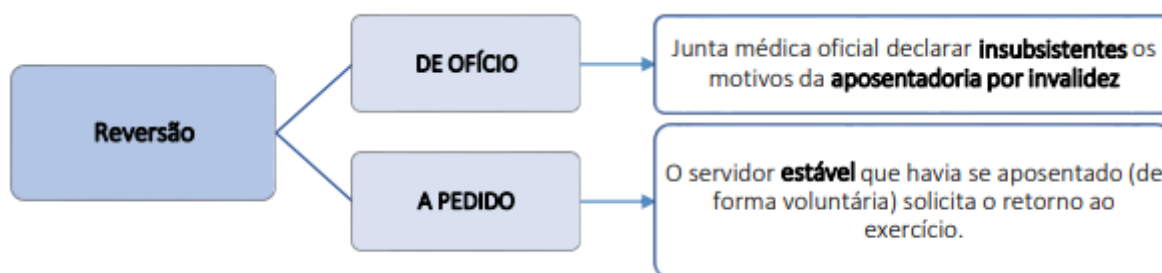 Reversão
DE OFÍCIO
Junta médica oficial declarar insubsistentes os
motivos da aposentadoria por invalidez
A PEDIDO
O servidor estável que havia se aposentado (de
forma voluntária) solicita o retorno ao
exercício.